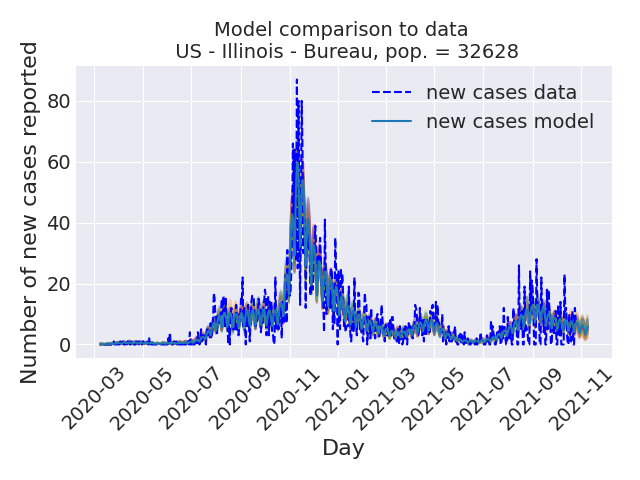 Model comparison to data
US - Illinois - Bureau, pop. = 32628
new cases data
new cases model
Number of new cases reported
80
60
40
20
0
2020-03
2020-05
2020-07
2020-09
2020-11
2021-01
2021-03
2021-05
2021-07
2021-09
2021-11
Day